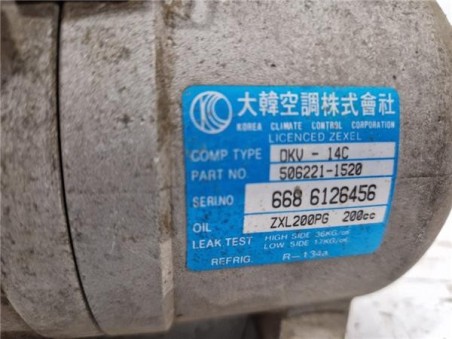 大韓空調株式會社
KOREA CLIMATE CONTROL CORPORATION
LICENCED ZEXEL
COMP TYPE DKV - 14C
PART NO. 506221-1520
SERI.NO 668 6126456
OIL ZXL200PG 200cc
LEAK TEST HIGH SIDE 36KG/㎠
LOW SIDE 17KG/㎠
REFRIG. R-134a